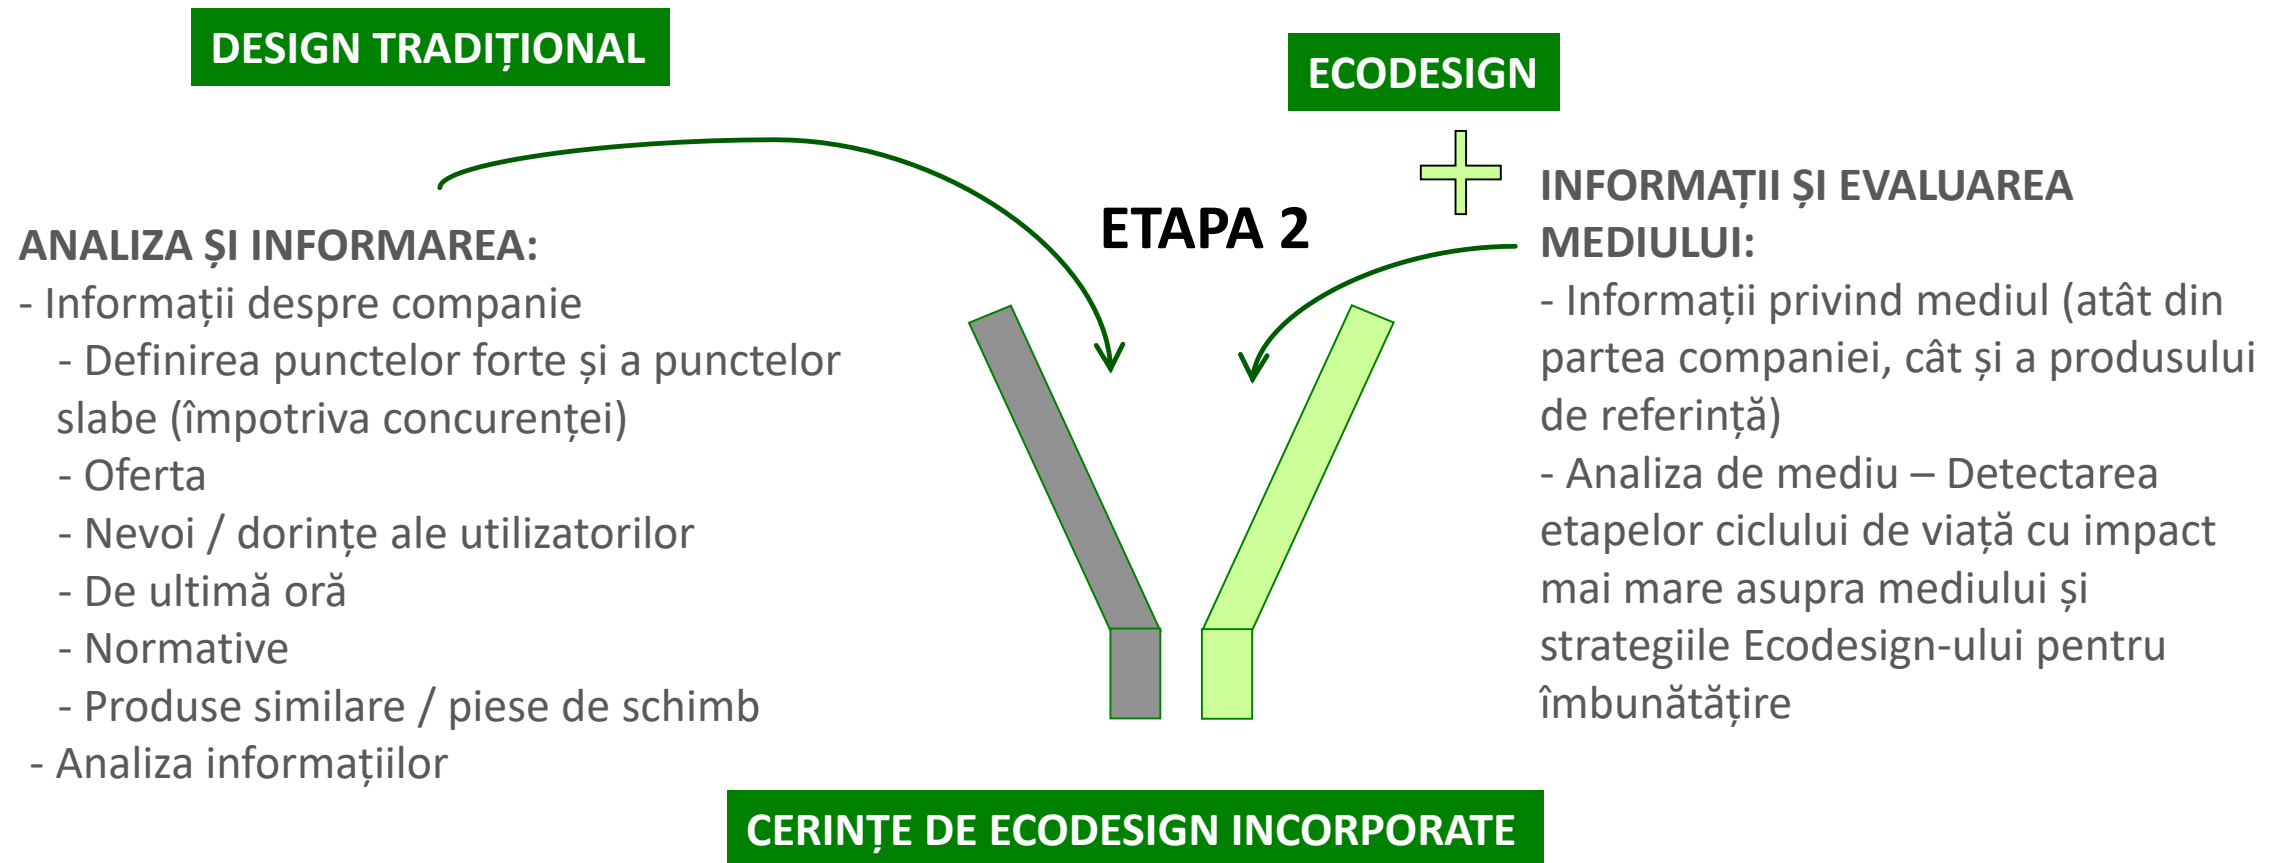 DESIGN TRADIȚIONAL
ECODESIGN
ETAPA 2
ANALIZA ȘI INFORMAREA:
- Informații despre companie
- Definirea punctelor forte și a punctelor
slabe (împotriva concurenței)
- Oferta
- Nevoi / dorințe ale utilizatorilor
- De ultimă oră
- Normative
- Produse similare / piese de schimb
- Analiza informațiilor
INFORMAȚII ȘI EVALUAREA
MEDIULUI:
- Informații privind mediul (atât din
partea companiei, cât și a produsului
de referință)
- Analiza de mediu – Detectarea
etapelor ciclului de viață cu impact
mai mare asupra mediului și
strategiile Ecodesign-ului pentru
îmbunătățire
CERINȚE DE ECODESIGN INCORPORATE